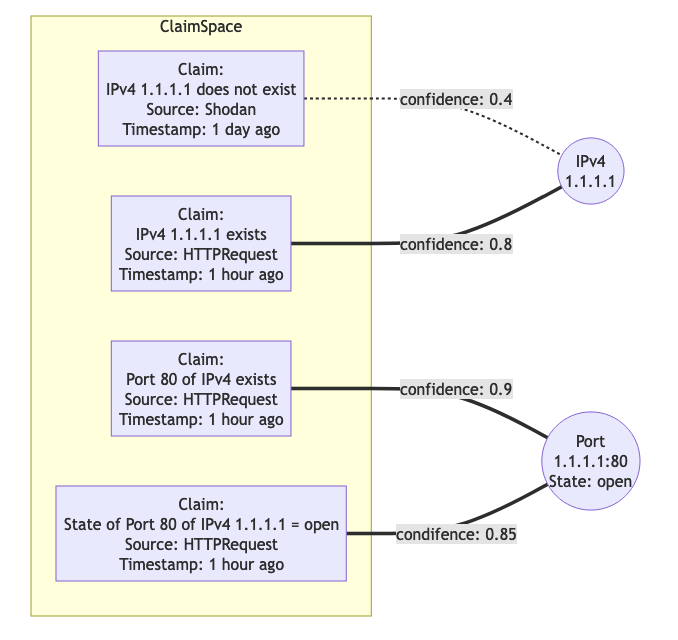 ClaimSpace
Claim:
IPv4 1.1.1.1 does not exist
Source: Shodan
Timestamp: 1 day ago
confidence: 0.4
IPv4
1.1.1.1
Claim:
IPv4 1.1.1.1 exists
Source: HTTPRequest
Timestamp: 1 hour ago
confidence: 0.8
Claim:
Port 80 of IPv4 exists
Source: HTTPRequest
Timestamp: 1 hour ago
confidence: 0.9
Port
1.1.1.1:80
State: open
Claim:
State of Port 80 of IPv4 1.1.1.1 = open
Source: HTTPRequest
Timestamp: 1 hour ago
condifence: 0.85